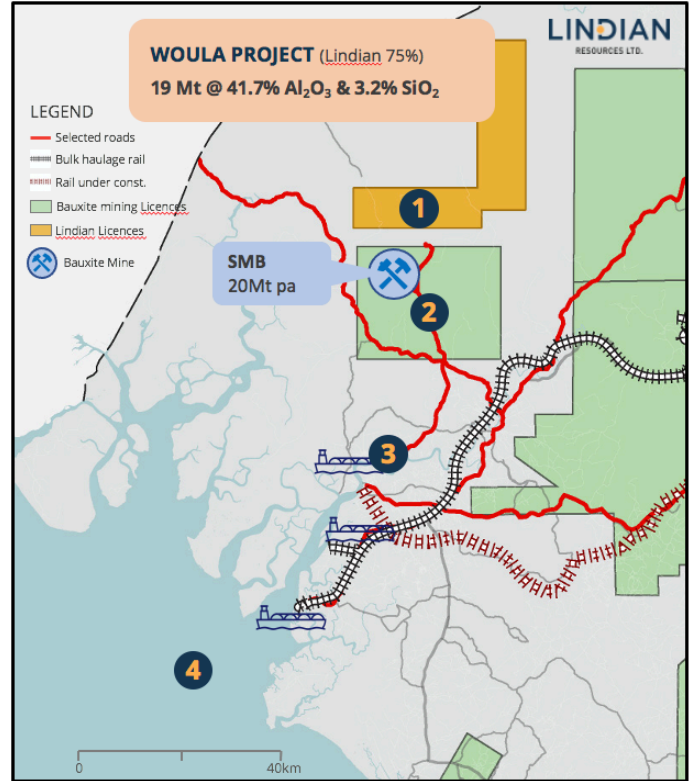 WOULA PROJECT (Lindian 75%)
19 Mt @ 41.7% Al₂O₃ & 3.2% SiO₂
LINDIAN
RESOURCES LTD.
LEGEND
Selected roads
Bulk haulage rail
Rail under const.
Bauxite mining Licences
Lindian Licences
Bauxite Mine
1
SMB
20Mt pa
2
3
4
0 40km